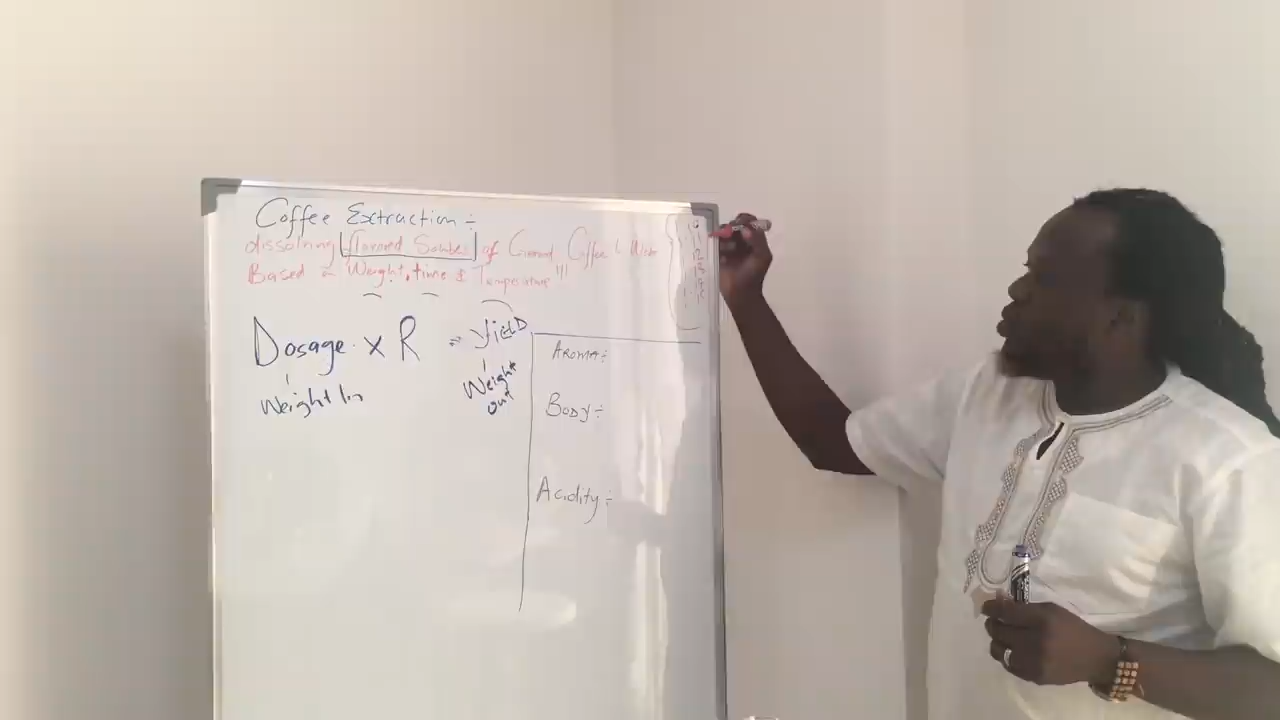 Coffee Extraction ÷
dissolving flavored Solubes of Ground Coffee & Water
Based on Weight, time & Temperature !!!
Dosage x R = YielD
Weight In
Weight out
AROMA ÷
Body ÷
Acidity ÷